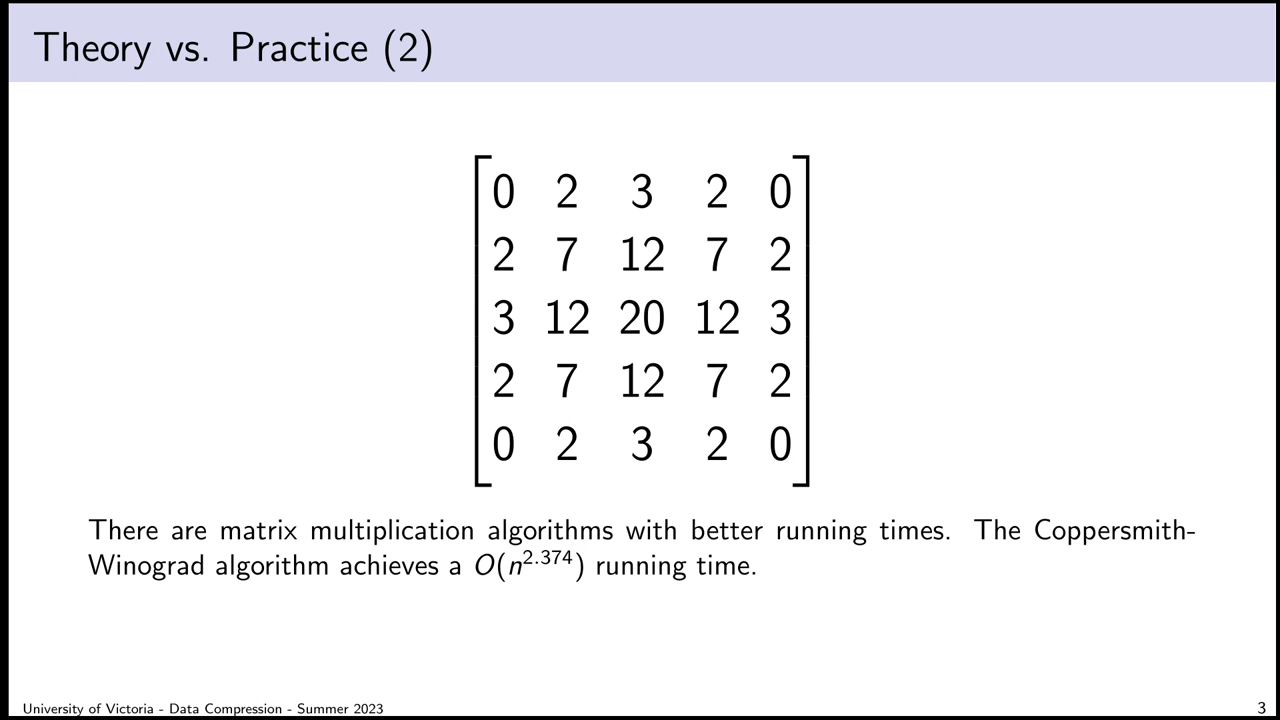 Theory vs. Practice (2)
0 2 3 2 0
2 7 12 7 2
3 12 20 12 3
2 7 12 7 2
0 2 3 2 0
There are matrix multiplication algorithms with better running times. The Coppersmith-
Winograd algorithm achieves a O(n^2.374) running time.
University of Victoria - Data Compression - Summer 2023
3